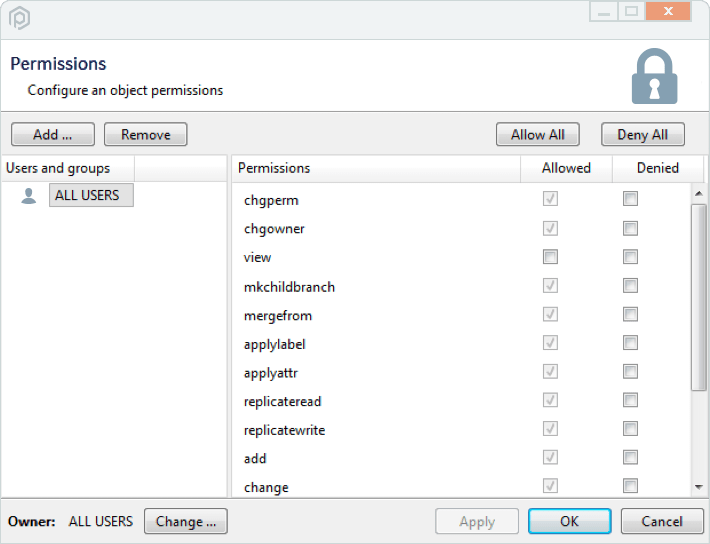 Permissions
Configure an object permissions
Add ... Remove Allow All Deny All
Users and groups Permissions Allowed Denied
ALL USERS
chgperm
chgowner
view
mkchildbranch
mergefrom
applylabel
applyattr
replicateread
replicatewrite
add
change
Owner: ALL USERS Change ... Apply OK Cancel